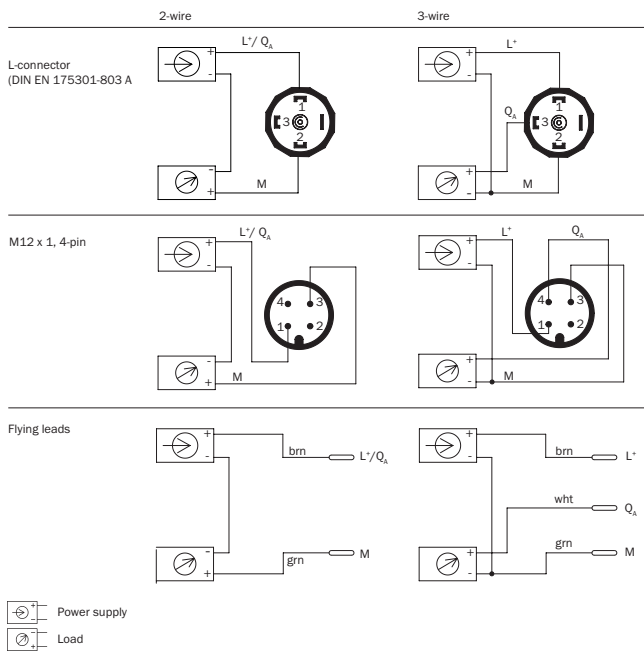 2-wire 3-wire
L-connector
(DIN EN 175301-803 A
L⁺/ Q_A
+
-
1
3
2
-
+
M
L⁺
+
-
Q_A
1
3
2
+
-
M
M12 x 1, 4-pin
L⁺/ Q_A
+
-
4 3
1 2
-
+
M
L⁺ Q_A
+
-
4 3
1 2
+
-
M
Flying leads
+
-
brn L⁺/Q_A
-
+
grn M
+
-
brn L⁺
wht Q_A
+
-
grn M
+
-
Power supply
-
+
Load